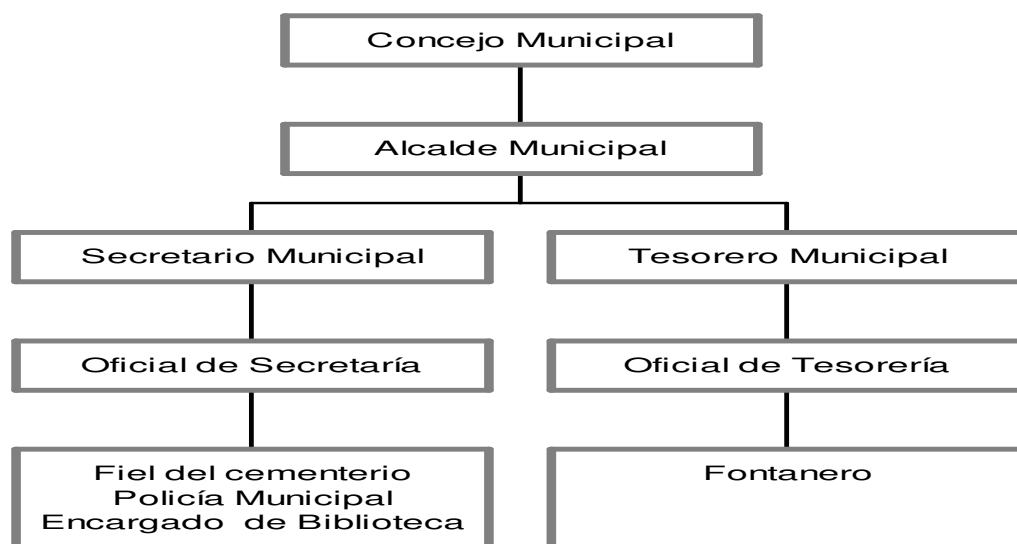 Concejo Municipal
Alcalde Municipal
Secretario Municipal
Tesorero Municipal
Oficial de Secretaría
Oficial de Tesorería
Fiel del cementerio
Policía Municipal
Encargado de Biblioteca
Fontanero